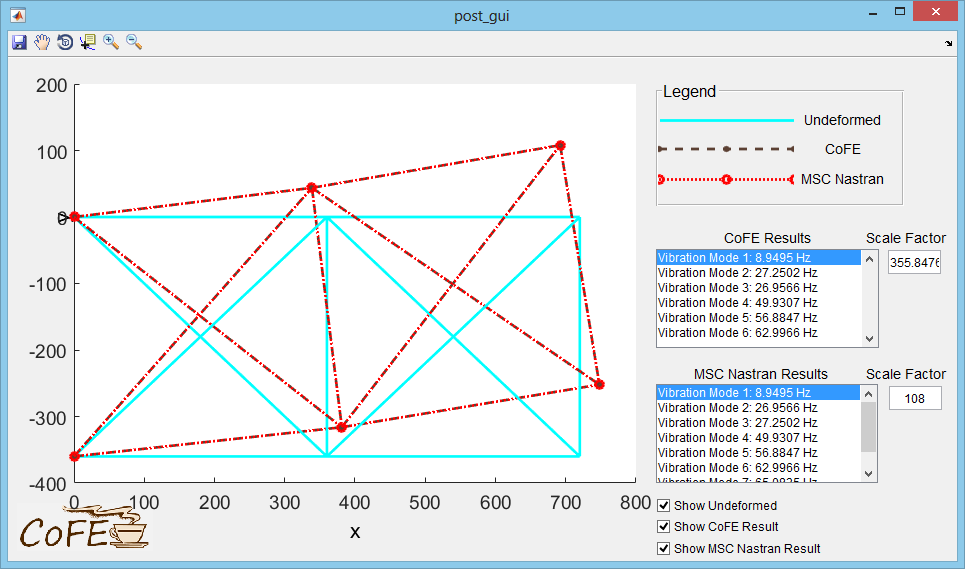 post_gui
200
100
>
-100
-200
-300
-400
0 100 200 300 400 500 600 700 800
x
CoFE
Legend
Undeformed
CoFE
MSC Nastran
CoFE Results Scale Factor
Vibration Mode 1: 8.9495 Hz
355.8476
Vibration Mode 2: 27.2502 Hz
Vibration Mode 3: 26.9566 Hz
Vibration Mode 4: 49.9307 Hz
Vibration Mode 5: 56.8847 Hz
Vibration Mode 6: 62.9966 Hz
MSC Nastran Results Scale Factor
Vibration Mode 1: 8.9495 Hz
108
Vibration Mode 2: 26.9566 Hz
Vibration Mode 3: 27.2502 Hz
Vibration Mode 4: 49.9307 Hz
Vibration Mode 5: 56.8847 Hz
Vibration Mode 6: 62.9966 Hz
Vibration Mode 7:
Show Undeformed
Show CoFE Result
Show MSC Nastran Result